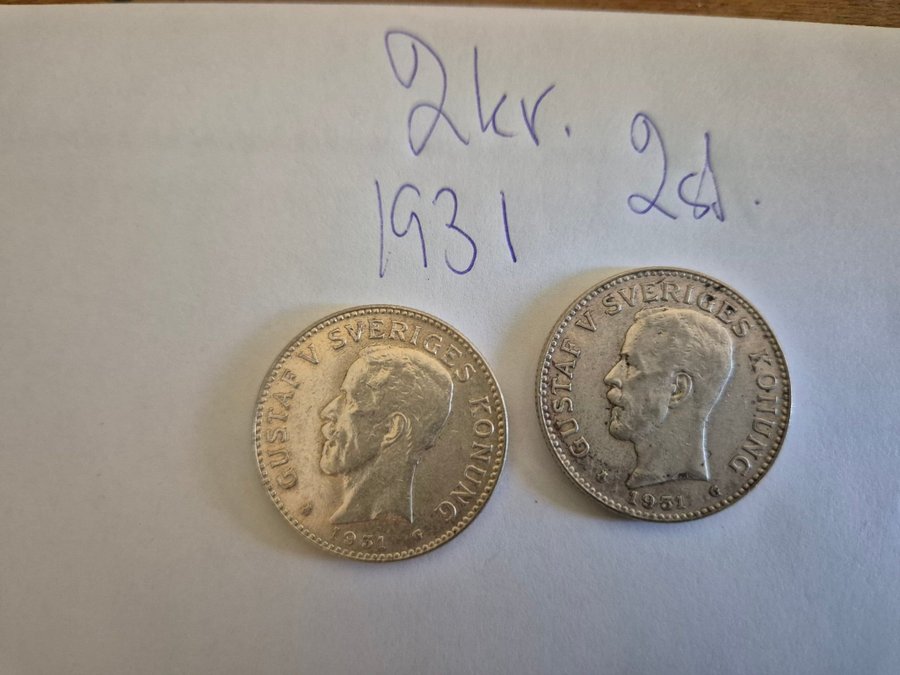 2kr.
2st.
1931
GUSTAF V SVERIGES KONUNG
1931 G
GUSTAF V SVERIGES KONUNG
1931 G